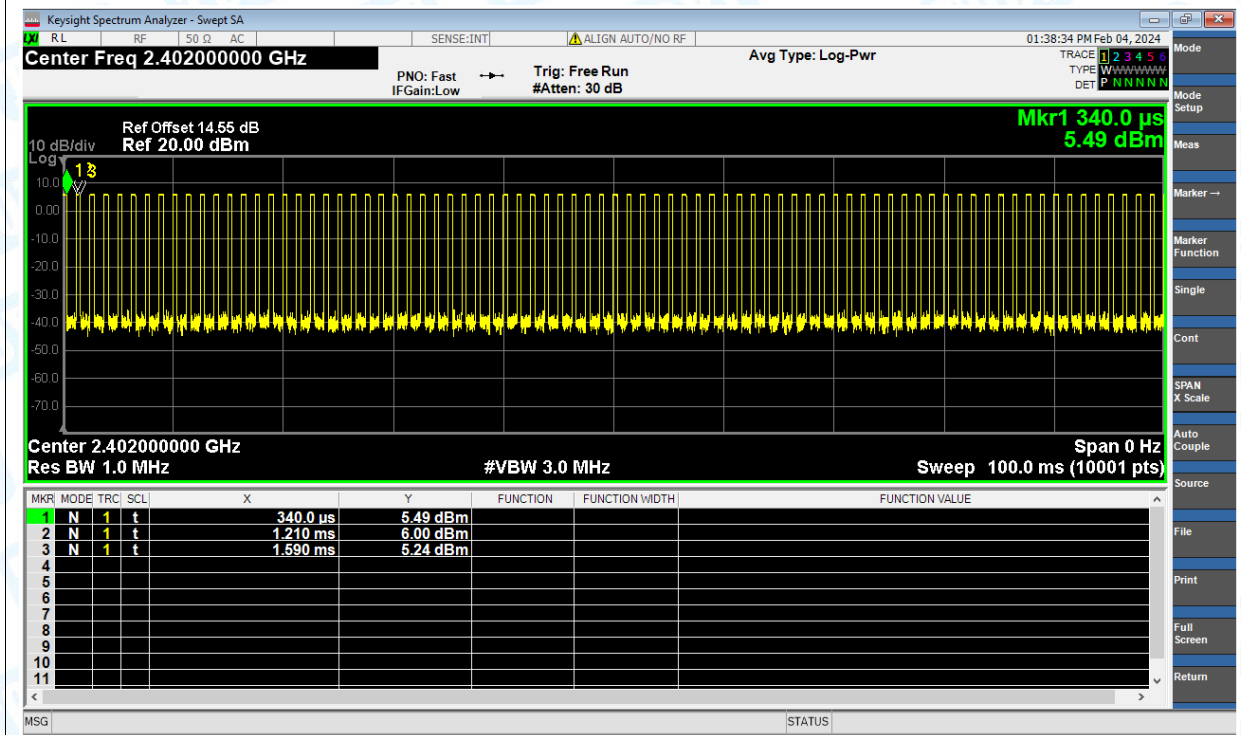 Keysight Spectrum Analyzer - Swept SA
LXI RL RF 50 Ω AC SENSE:INT ALIGN AUTO/NO RF 01:38:34 PM Feb 04, 2024
Center Freq 2.402000000 GHz
Avg Type: Log-Pwr
TRACE 1 2 3 4 5 6
PNO: Fast Trig: Free Run
TYPE WWWWWW
IFGain:Low #Atten: 30 dB
DET P N N N N N
Mkr1 340.0 µs
5.49 dBm
Ref Offset 14.55 dB
10 dB/div Ref 20.00 dBm
Log
1 3
10.0
0.00
-10.0
-20.0
-30.0
-40.0
-50.0
-60.0
-70.0
Center 2.402000000 GHz Span 0 Hz
Res BW 1.0 MHz #VBW 3.0 MHz Sweep 100.0 ms (10001 pts)
MKR MODE TRC SCL X Y FUNCTION FUNCTION WIDTH FUNCTION VALUE
1 N 1 t 340.0 µs 5.49 dBm
2 N 1 t 1.210 ms 6.00 dBm
3 N 1 t 1.590 ms 5.24 dBm
4
5
6
7
8
9
10
11
MSG STATUS
Mode
Mode Setup
Meas
Marker→
Marker Function
Single
Cont
SPAN X Scale
Auto Couple
Source
File
Print
Full Screen
Return